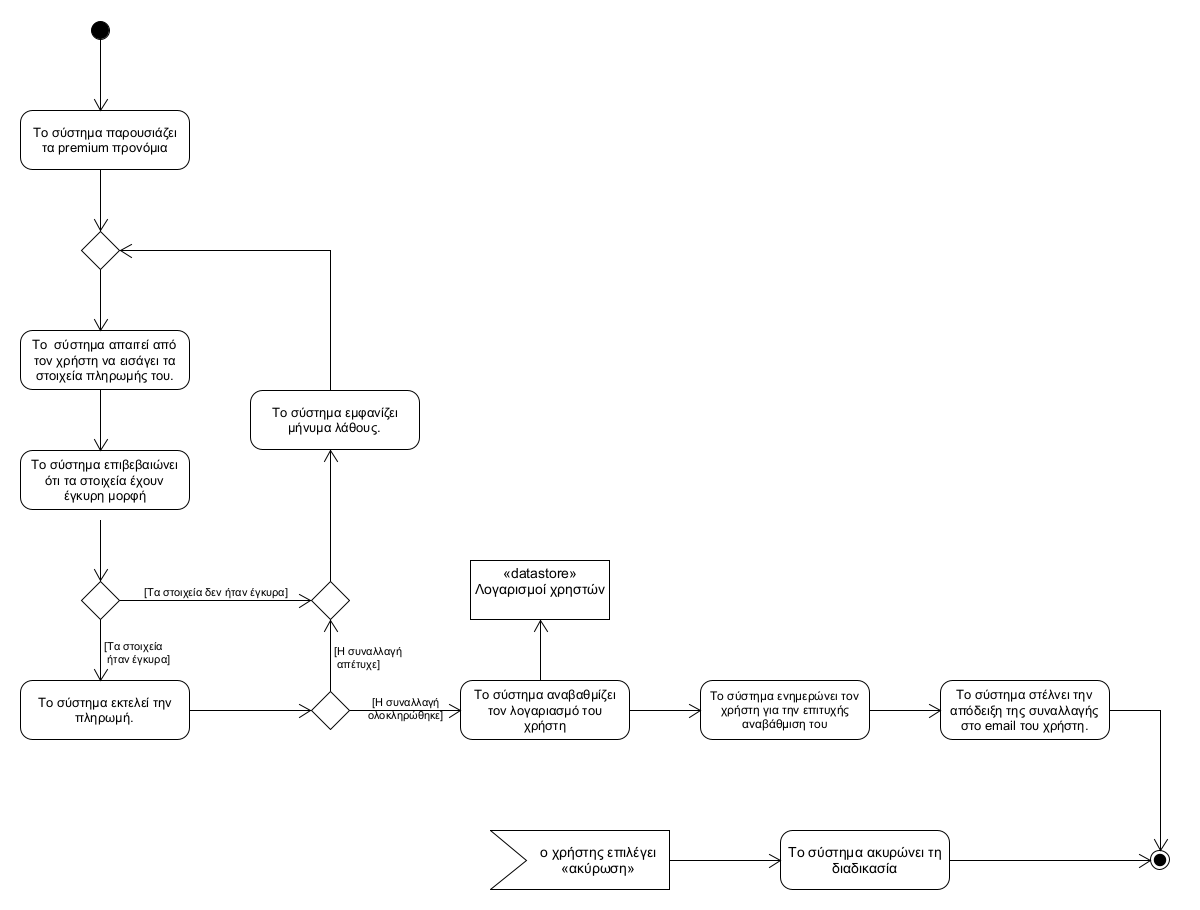 Το σύστημα παρουσιάζει
τα premium προνόμια
Το σύστημα απαιτεί από
τον χρήστη να εισάγει τα
στοιχεία πληρωμής του.
Το σύστημα εμφανίζει
μήνυμα λάθους.
Το σύστημα επιβεβαιώνει
ότι τα στοιχεία έχουν
έγκυρη μορφή
[Τα στοιχεία δεν ήταν έγκυρα]
«datastore»
Λογαρισμοί χρηστών
[Τα στοιχεία
ήταν έγκυρα]
[Η συναλλαγή
απέτυχε]
Το σύστημα εκτελεί την
πληρωμή.
[Η συναλλαγή
ολοκληρώθηκε]
Το σύστημα αναβαθμίζει
τον λογαριασμό του
χρήστη
Το σύστημα ενημερώνει τον
χρήστη για την επιτυχής
αναβάθμιση του
Το σύστημα στέλνει την
απόδειξη της συναλλαγής
στο email του χρήστη.
ο χρήστης επιλέγει
«ακύρωση»
Το σύστημα ακυρώνει τη
διαδικασία